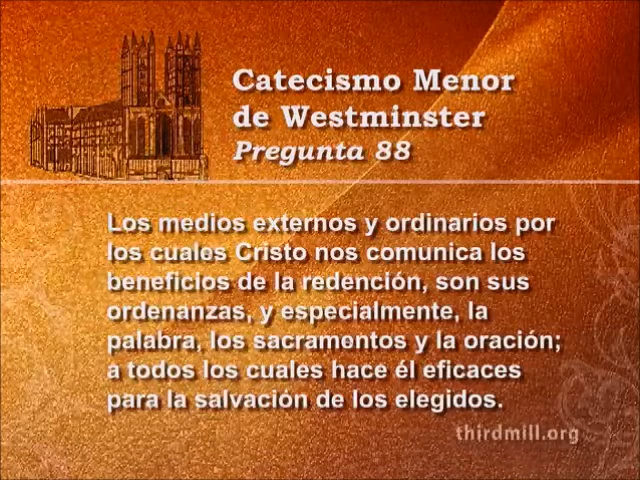 Catecismo Menor
de Westminster
Pregunta 88
Los medios externos y ordinarios por
los cuales Cristo nos comunica los
beneficios de la redención, son sus
ordenanzas, y especialmente, la
palabra, los sacramentos y la oración;
a todos los cuales hace él eficaces
para la salvación de los elegidos.
thirdmill.org